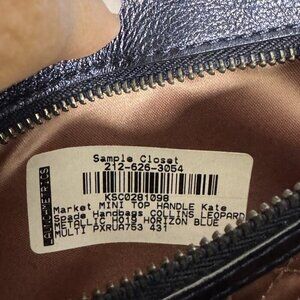 Sample Closet
212-626-3054
KSC0281098
Market MINI TOP HANDLE Kate
Spade Handbags COLLINS LEOPARD
METALLIC H019 HORIZON BLUE
MULTI PXRUA753 431